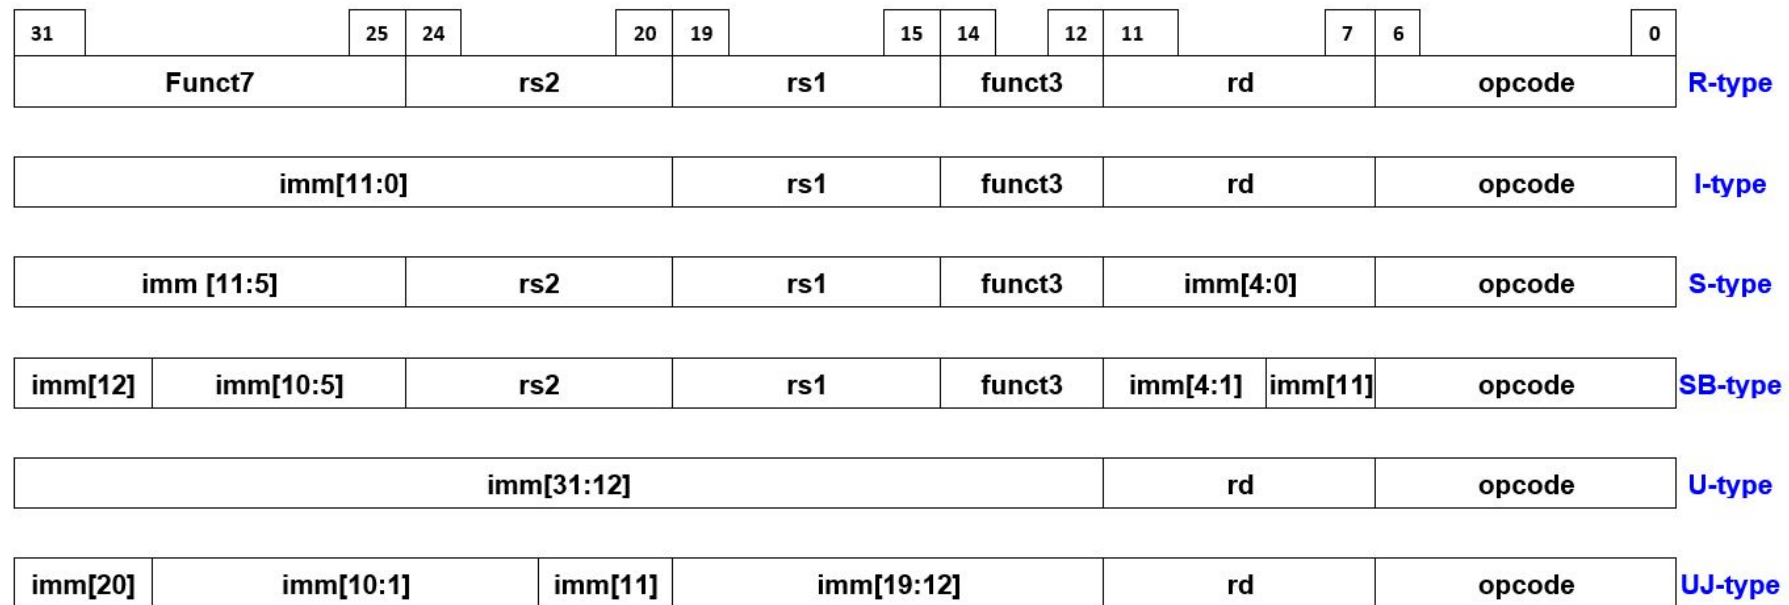 31 25 24 20 19 15 14 12 11 7 6 0
Funct7 rs2 rs1 funct3 rd opcode R-type
imm[11:0] rs1 funct3 rd opcode I-type
imm [11:5] rs2 rs1 funct3 imm[4:0] opcode S-type
imm[12] imm[10:5] rs2 rs1 funct3 imm[4:1] imm[11] opcode SB-type
imm[31:12] rd opcode U-type
imm[20] imm[10:1] imm[11] imm[19:12] rd opcode UJ-type